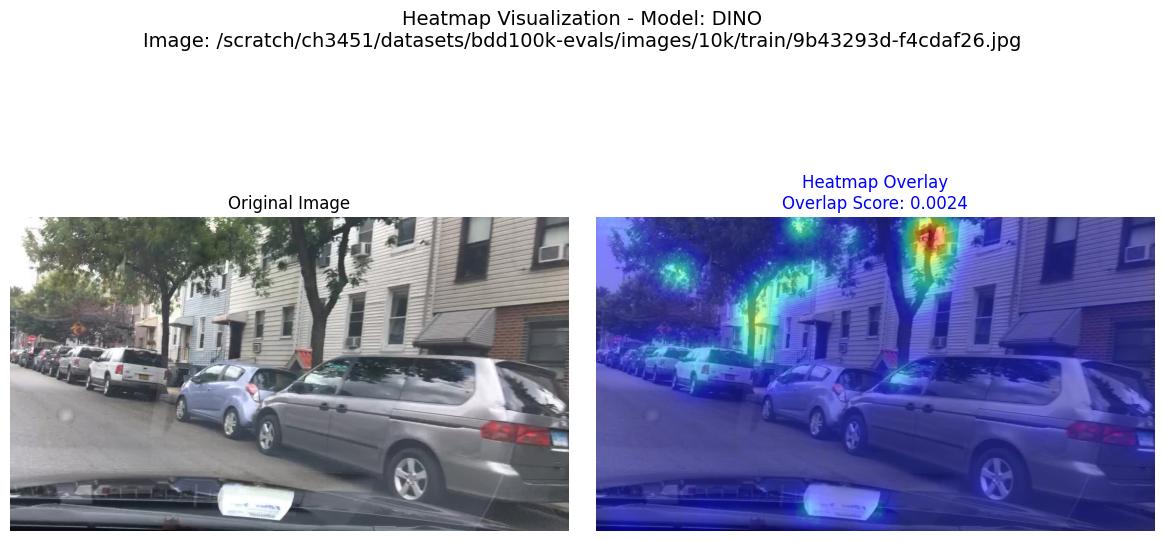 Heatmap Visualization - Model: DINO
Image: /scratch/ch3451/datasets/bdd100k-evals/images/10k/train/9b43293d-f4cdaf26.jpg
Original Image
Heatmap Overlay
Overlap Score: 0.0024